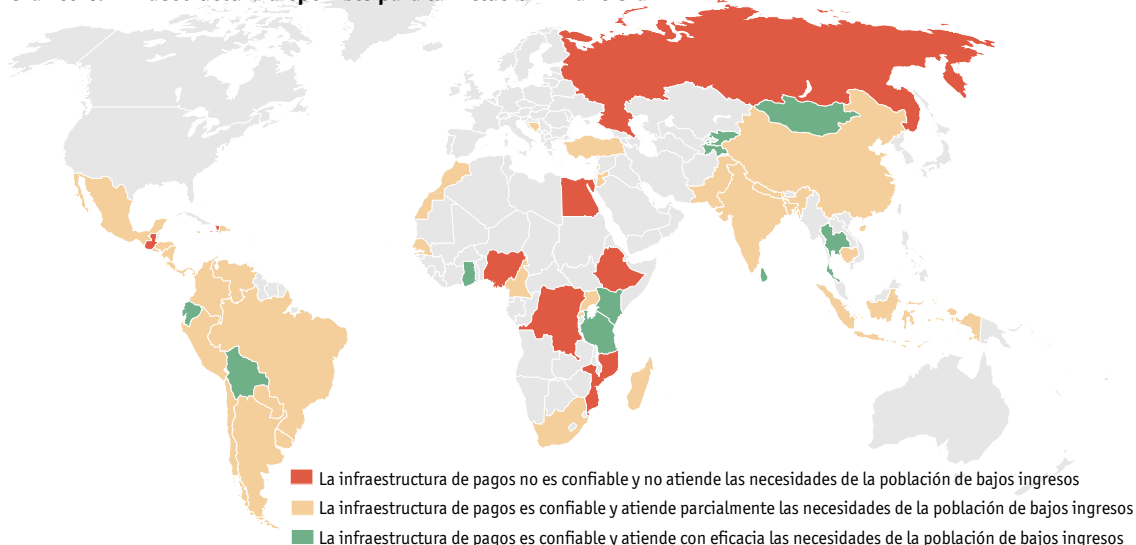 La infraestructura de pagos no es confiable y no atiende las necesidades de la población de bajos ingresos
La infraestructura de pagos es confiable y atiende parcialmente las necesidades de la población de bajos ingresos
La infraestructura de pagos es confiable y atiende con eficacia las necesidades de la población de bajos ingresos